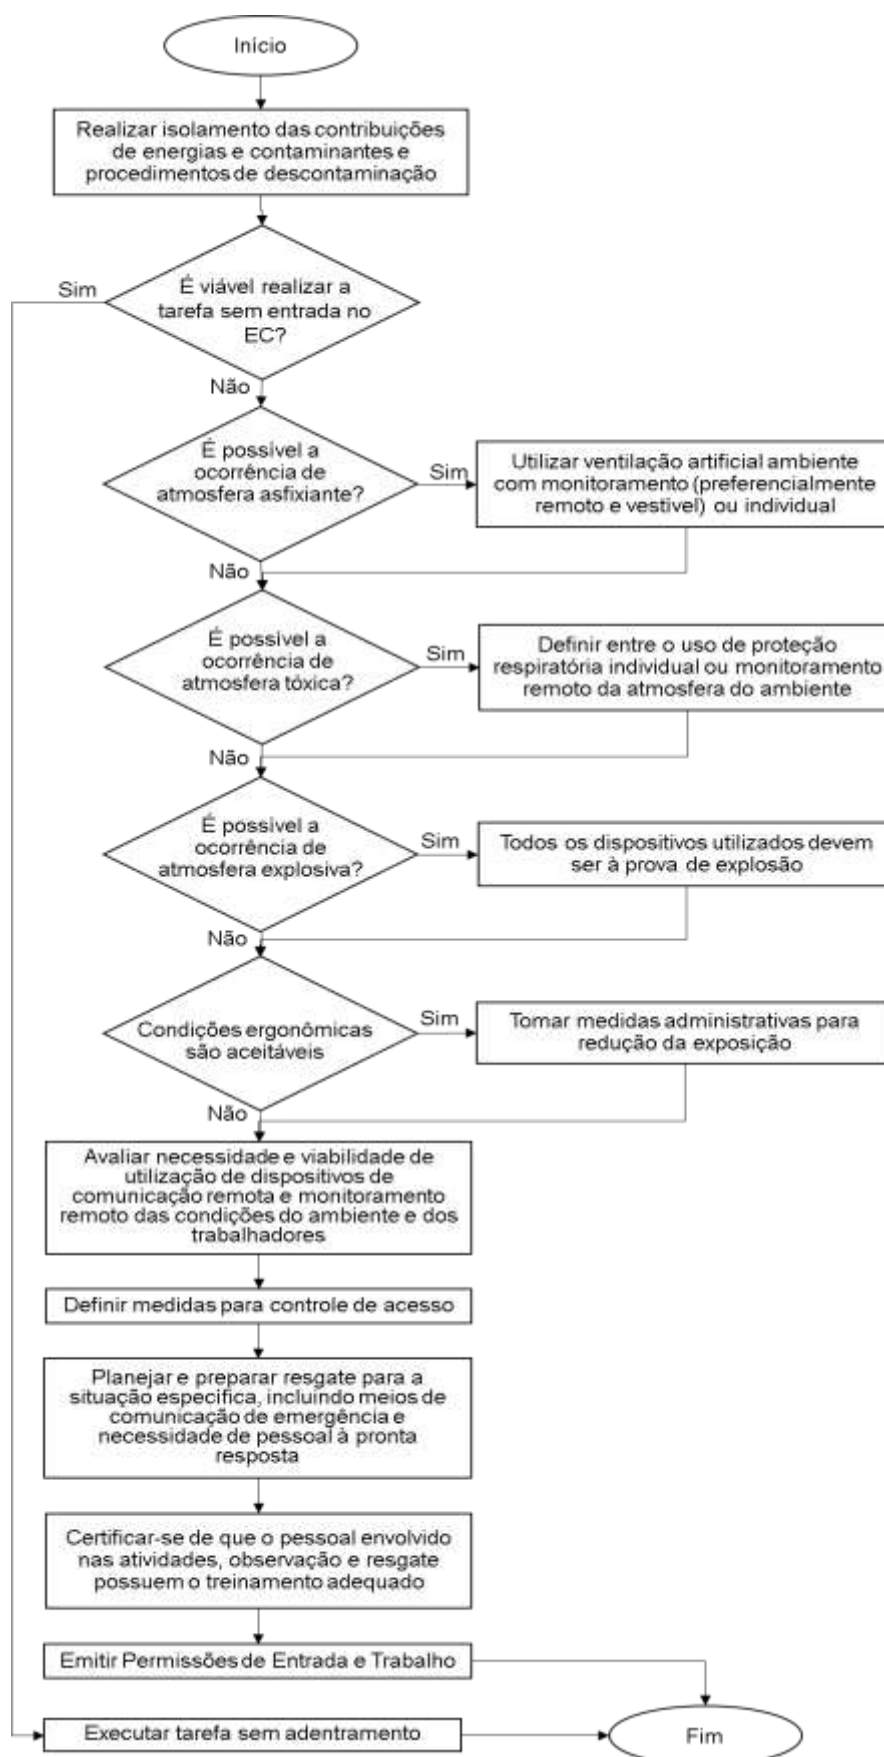 Início
Realizar isolamento das contribuições
de energias e contaminantes e
procedimentos de descontaminação
Sim
É viável realizar a
tarefa sem entrada no
EC?
Não
É possível a
ocorrência de
atmosfera asfixiante?
Sim
Utilizar ventilação artificial ambiente
com monitoramento (preferencialmente
remoto e vestivel) ou individual
Não
É possível a
ocorrência de
atmosfera tóxica?
Sim
Definir entre o uso de proteção
respiratória individual ou monitoramento
remoto da atmosfera do ambiente
Não
É possível a
ocorrência de
atmosfera explosiva?
Sim
Todos os dispositivos utilizados devem
ser à prova de explosão
Não
Condições ergonômicas
são aceitáveis
Sim
Tomar medidas administrativas para
redução da exposição
Não
Avaliar necessidade e viabilidade de
utilização de dispositivos de
comunicação remota e monitoramento
remoto das condições do ambiente e dos
trabalhadores
Definir medidas para controle de acesso
Planejar e preparar resgate para a
situação especifica, incluindo meios de
comunicação de emergência e
necessidade de pessoal à pronta
resposta
Certificar-se de que o pessoal envolvido
nas atividades, observação e resgate
possuem o treinamento adequado
Emitir Permissões de Entrada e Trabalho
Executar tarefa sem adentramento
Fim